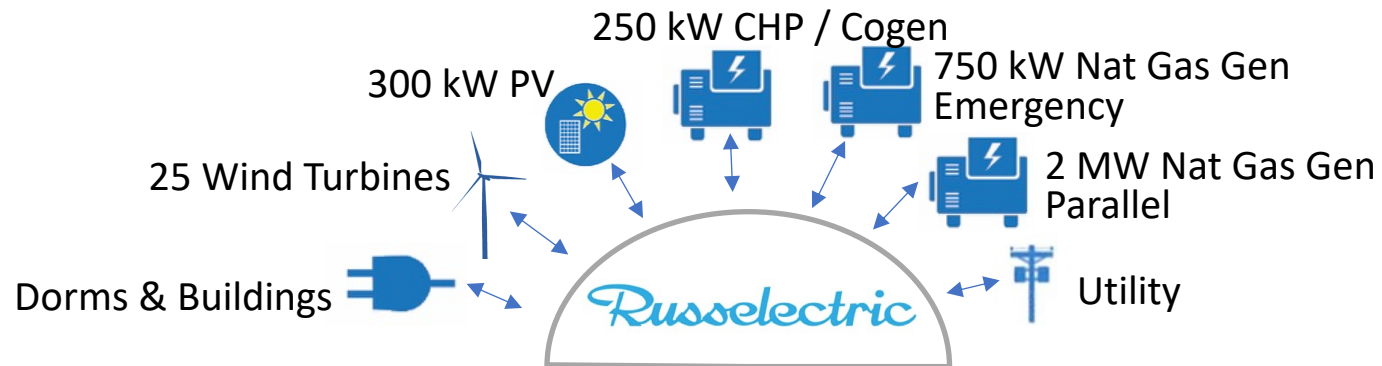 250 kW CHP / Cogen
300 kW PV
750 kW Nat Gas Gen
Emergency
25 Wind Turbines
2 MW Nat Gas Gen
Parallel
Dorms & Buildings
Russelectric
Utility